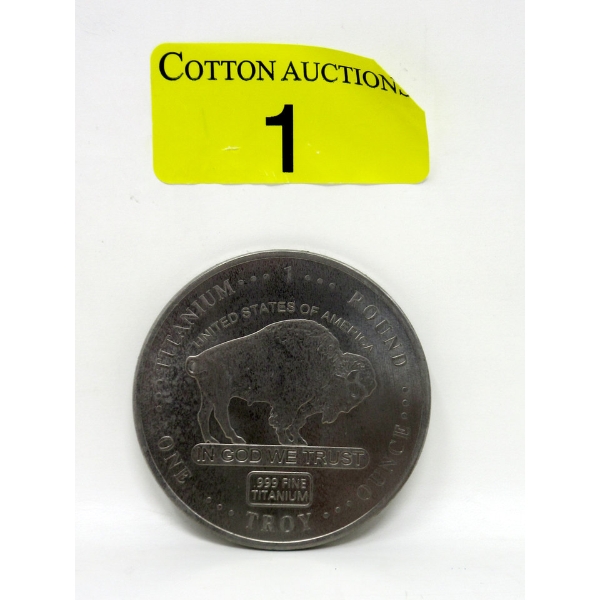 COTTON AUCTIONS
1
TITANIUM ··· 1 ··· POUND ··· OUNCE ··· TROY ··· ONE ···
UNITED STATES OF AMERICA
IN GOD WE TRUST
.999 FINE
TITANIUM